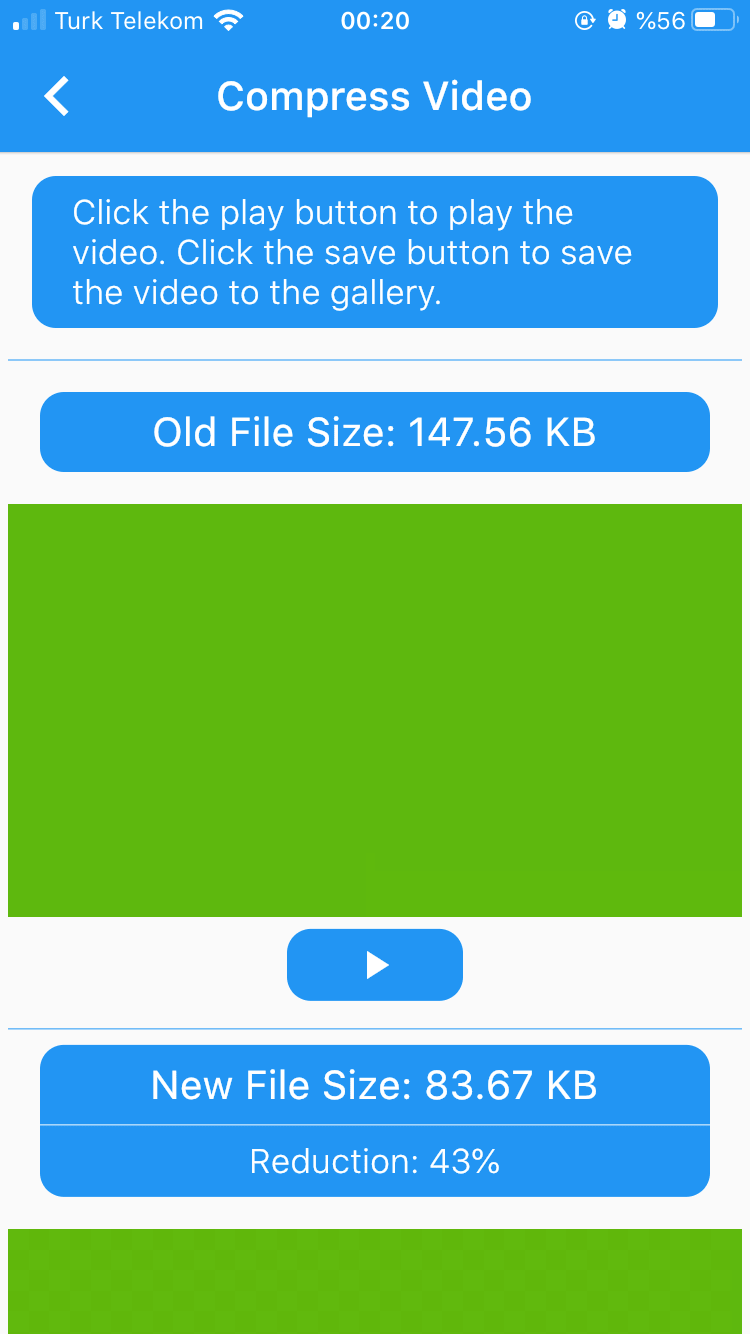 Turk Telekom 00:20 %56
Compress Video
Click the play button to play the
video. Click the save button to save
the video to the gallery.
Old File Size: 147.56 KB
New File Size: 83.67 KB
Reduction: 43%